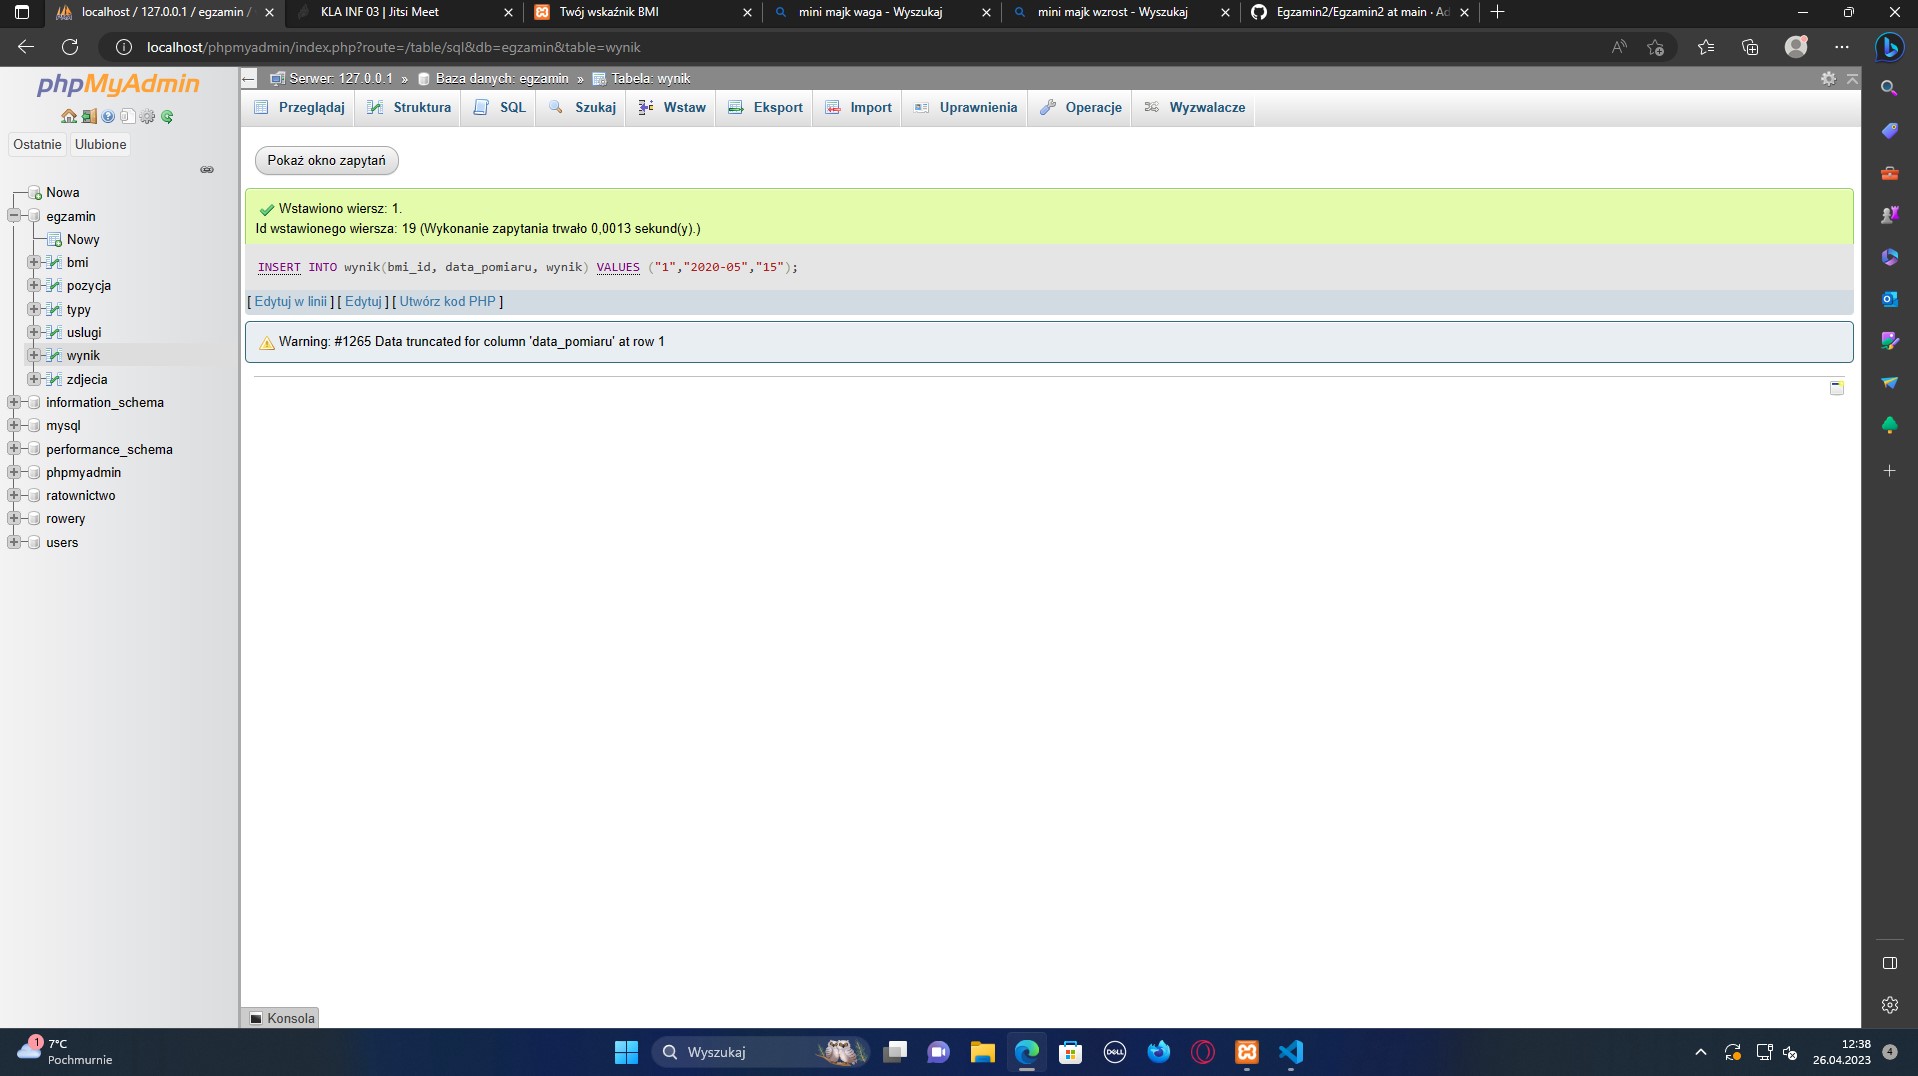 localhost / 127.0.0.1 / egzamin /
KLA INF 03 | Jitsi Meet
Twój wskaźnik BMI
mini majk waga - Wyszukaj
mini majk wzrost - Wyszukaj
Egzamin2/Egzamin2 at main · Ad
localhost/phpmyadmin/index.php?route=/table/sql&db=egzamin&table=wynik
phpMyAdmin
Ostatnie
Ulubione
Nowa
egzamin
Nowy
bmi
pozycja
typy
uslugi
wynik
zdjecia
information_schema
mysql
performance_schema
phpmyadmin
ratownictwo
rowery
users
Serwer: 127.0.0.1 » Baza danych: egzamin » Tabela: wynik
Przeglądaj
Struktura
SQL
Szukaj
Wstaw
Eksport
Import
Uprawnienia
Operacje
Wyzwalacze
Pokaż okno zapytań
Wstawiono wiersz: 1.
Id wstawionego wiersza: 19 (Wykonanie zapytania trwało 0,0013 sekund(y).)
INSERT INTO wynik(bmi_id, data_pomiaru, wynik) VALUES ("1","2020-05","15");
[ Edytuj w linii ] [ Edytuj ] [ Utwórz kod PHP ]
Warning: #1265 Data truncated for column 'data_pomiaru' at row 1
Konsola
1
7°C
Pochmurnie
Wyszukaj
DELL
12:38
26.04.2023
4